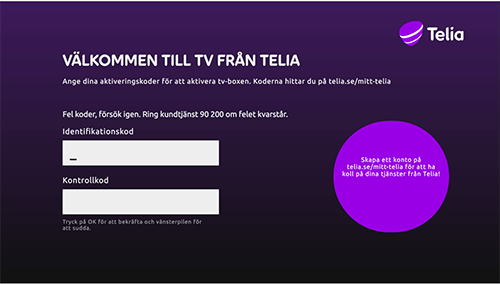 Telia
VÄLKOMMEN TILL TV FRÅN TELIA
Ange dina aktiveringskoder för att aktivera tv-boxen. Koderna hittar du på telia.se/mitt-telia
Fel koder, försök igen. Ring kundtjänst 90 200 om felet kvarstår.
Identifikationskod
_
Kontrollkod
Tryck på OK för att bekräfta och vänsterpilen för
att sudda.
Skapa ett konto på
telia.se/mitt-telia för att ha
koll på dina tjänster från Telia!